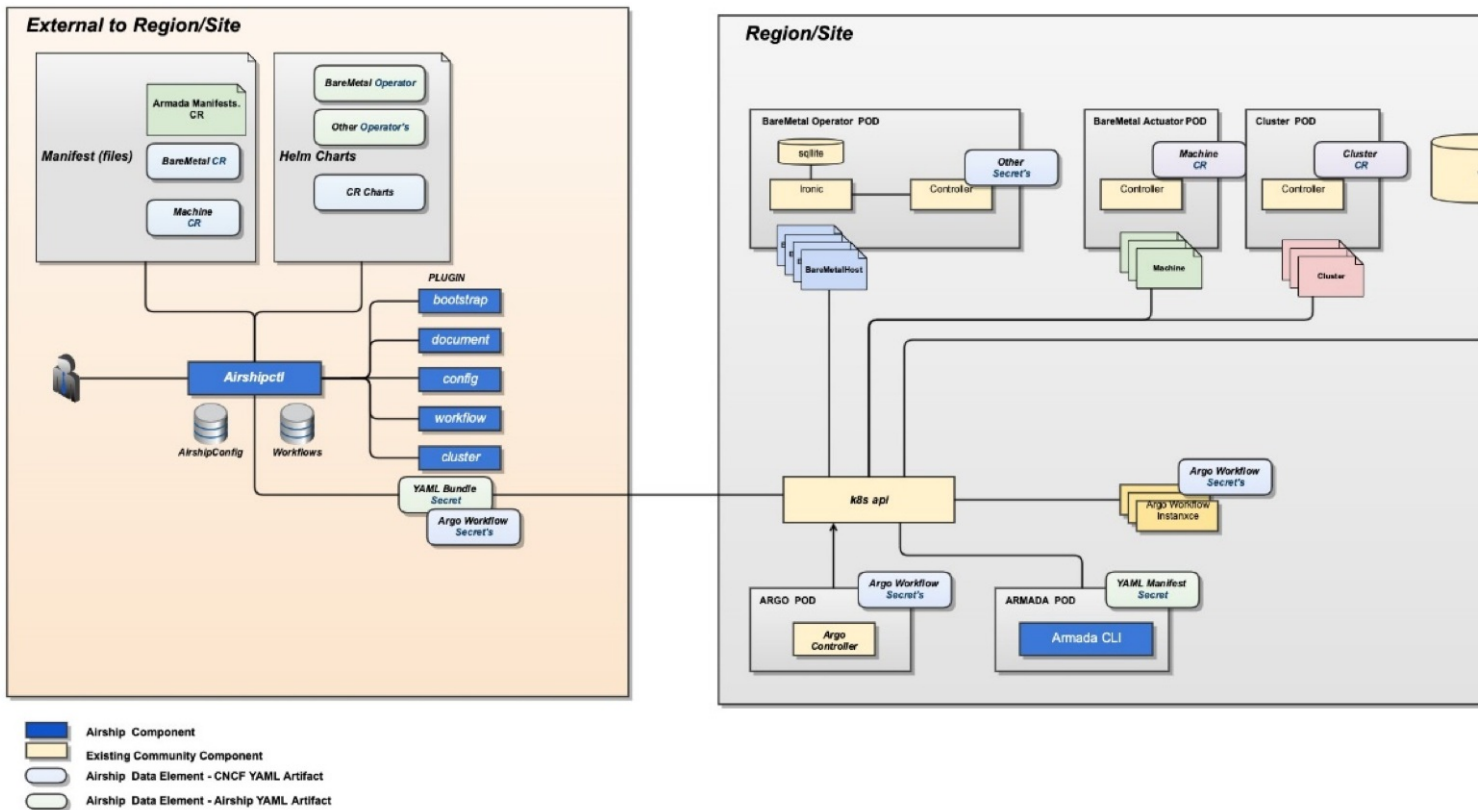 External to Region/Site
Armada Manifests.
CR
Manifest (files)
BareMetal CR
Machine
CR
BareMetal Operator
Other Operator's
Helm Charts
CR Charts
PLUGIN
bootstrap
document
Airshipctl
config
workflow
cluster
AirshipConfig
Workflows
YAML Bundle
Secret
Argo Workflow
Secret's
Region/Site
BareMetal Operator POD
sqllite
Ironic
Controller
Other
Secret's
BareMetalHost
BareMetal Actuator POD
Machine
CR
Controller
Machine
Cluster POD
Cluster
CR
Controller
Cluster
k8s api
Argo Workflow
Secret's
Argo Workflow
Instanxce
ARGO POD
Argo Workflow
Secret's
Argo
Controller
ARMADA POD
YAML Manifest
Secret
Armada CLI
Airship Component
Existing Community Component
Airship Data Element - CNCF YAML Artifact
Airship Data Element - Airship YAML Artifact